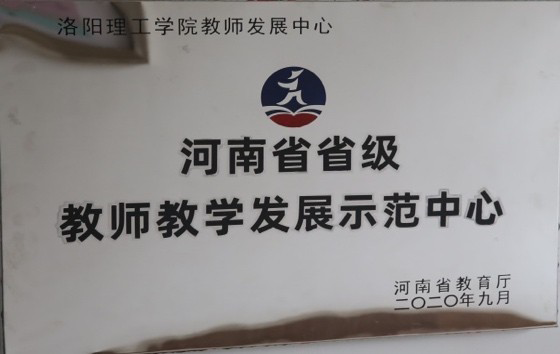 洛阳理工学院教师发展中心
河南省省级
教师教学发展示范中心
河南省教育厅
二〇二〇年九月